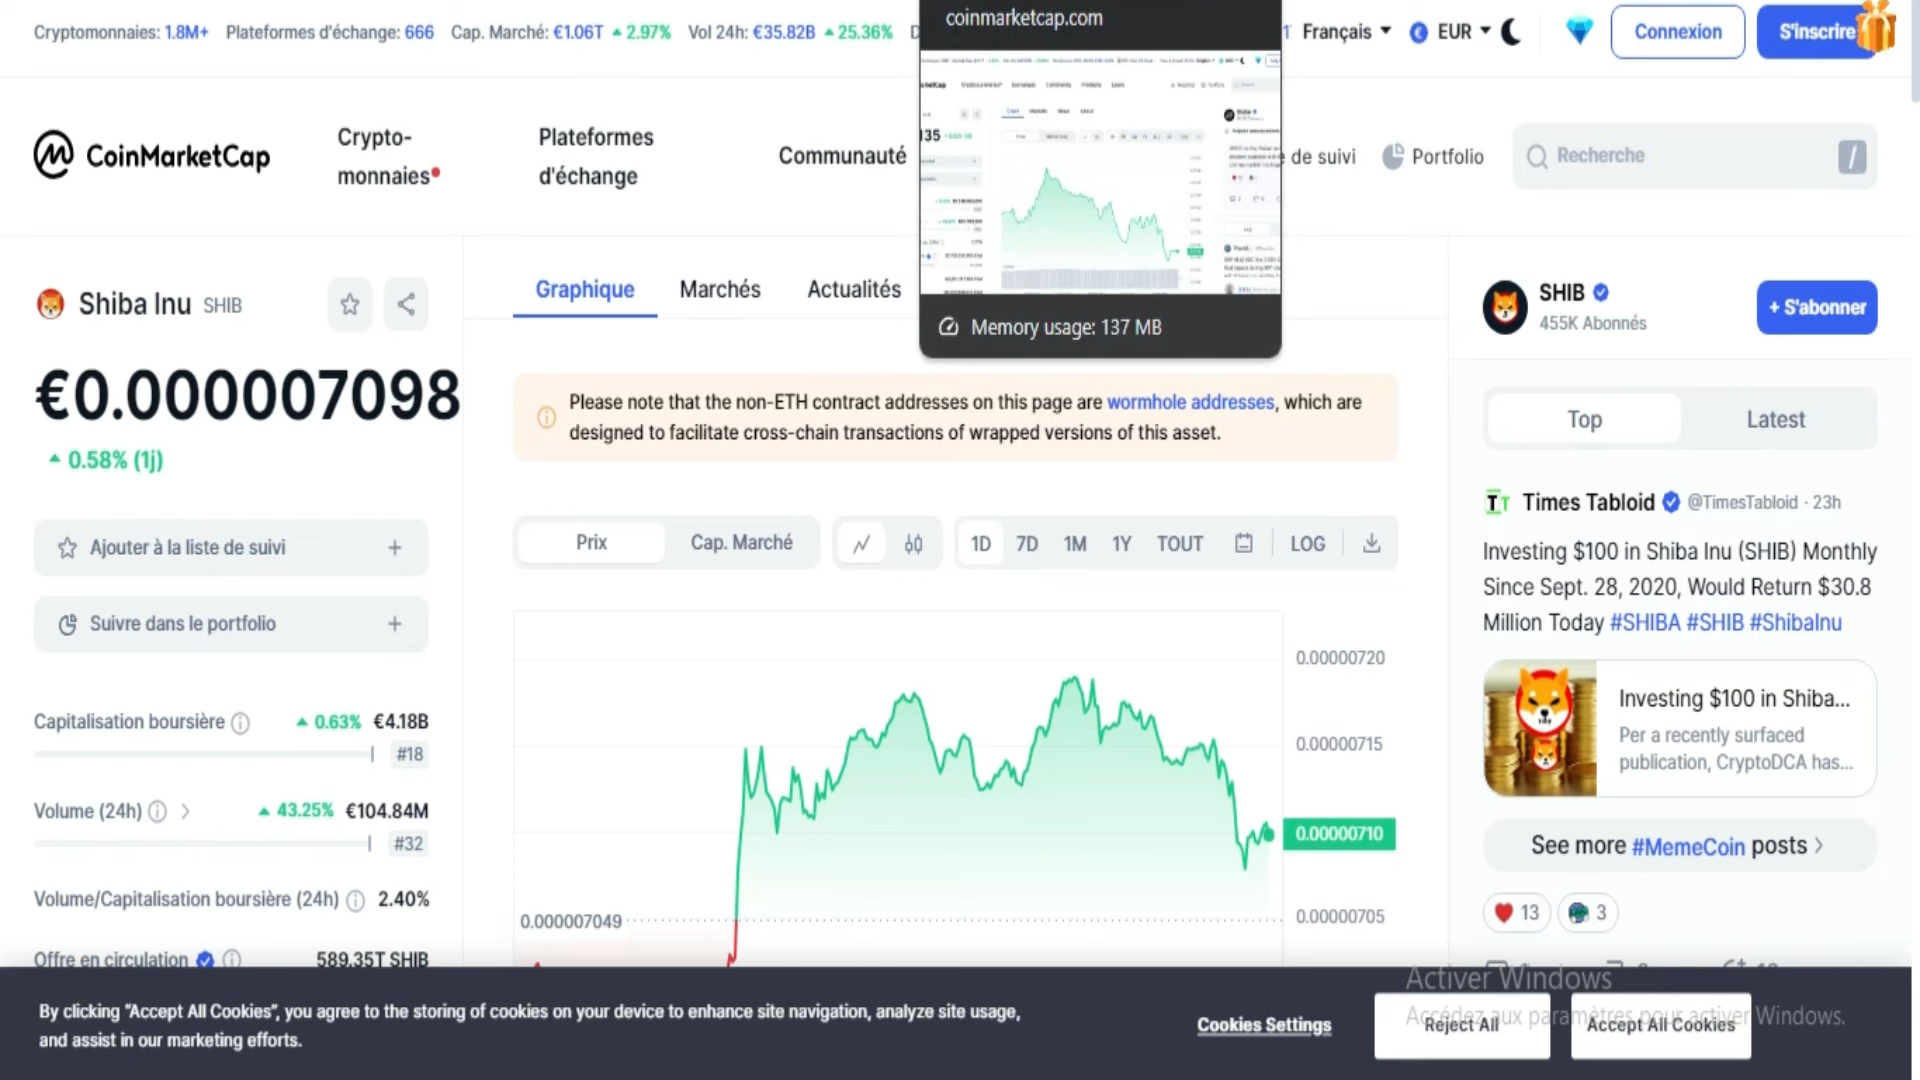 coinmarketcap.com
Cryptomonnaies: 1.8M+ Plateformes d'échange: 666 Cap. Marché: €1.06T 2.97% Vol 24h: €35.82B 25.36% D
Français EUR Connexion S'inscrire
CoinMarketCap
Crypto-
monnaies
Plateformes
d'échange
Communauté
de suivi Portfolio Recherche /
Memory usage: 137 MB
Shiba Inu SHIB
€0.000007098
0.58% (1j)
Ajouter à la liste de suivi +
Suivre dans le portfolio +
Capitalisation boursière 0.63% €4.18B
#18
Volume (24h) 43.25% €104.84M
#32
Volume/Capitalisation boursière (24h) 2.40%
Offre en circulation 589.35T SHIB
Graphique Marchés Actualités
Please note that the non-ETH contract addresses on this page are wormhole addresses, which are
designed to facilitate cross-chain transactions of wrapped versions of this asset.
Prix Cap. Marché 1D 7D 1M 1Y TOUT LOG
0.00000720
0.00000715
0.00000710
0.00000705
0.000007049
SHIB
455K Abonnés
+ S'abonner
Top Latest
Times Tabloid @TimesTabloid · 23h
Investing $100 in Shiba Inu (SHIB) Monthly
Since Sept. 28, 2020, Would Return $30.8
Million Today #SHIBA #SHIB #ShibaInu
Investing $100 in Shiba...
Per a recently surfaced
publication, CryptoDCA has...
See more #MemeCoin posts
13 3
By clicking “Accept All Cookies”, you agree to the storing of cookies on your device to enhance site navigation, analyze site usage,
and assist in our marketing efforts.
Cookies Settings
Reject All
Accept All Cookies
Activer Windows
Accédez aux paramètres pour activer Windows.